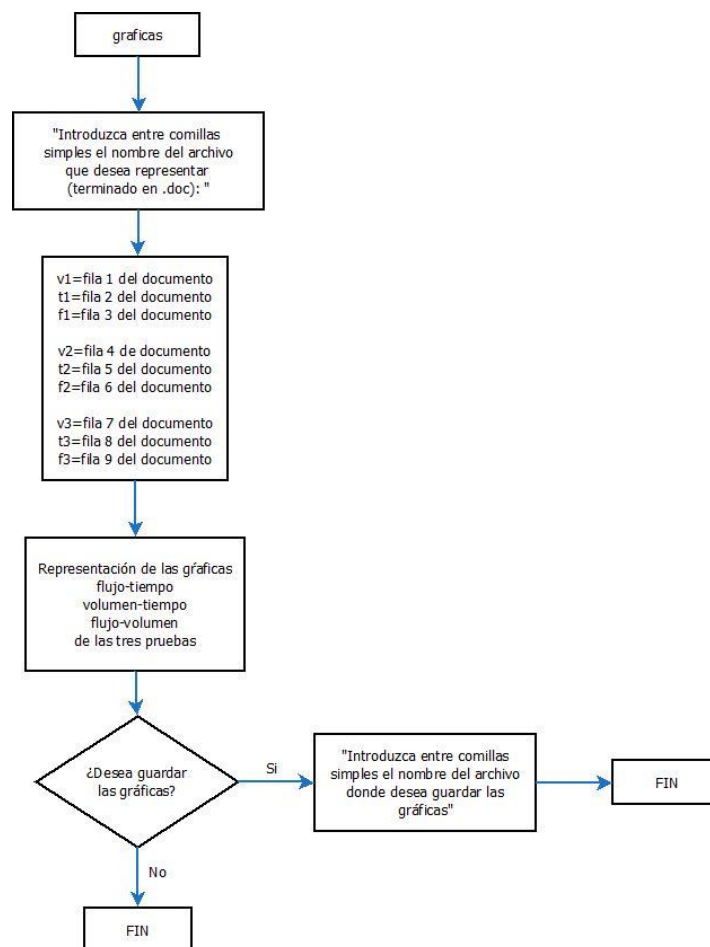 graficas
"Introduzca entre comillas
simples el nombre del archivo
que desea representar
(terminado en .doc): "
v1=fila 1 del documento
t1=fila 2 del documento
f1=fila 3 del documento
v2=fila 4 de documento
t2=fila 5 del documento
f2=fila 6 del documento
v3=fila 7 del documento
t3=fila 8 del documento
f3=fila 9 del documento
Representación de las gŕaficas
flujo-tiempo
volumen-tiempo
flujo-volumen
de las tres pruebas
¿Desea guardar
las gráficas?
Si
"Introduzca entre comillas
simples el nombre del archivo
donde desea guardar las
gráficas"
FIN
No
FIN